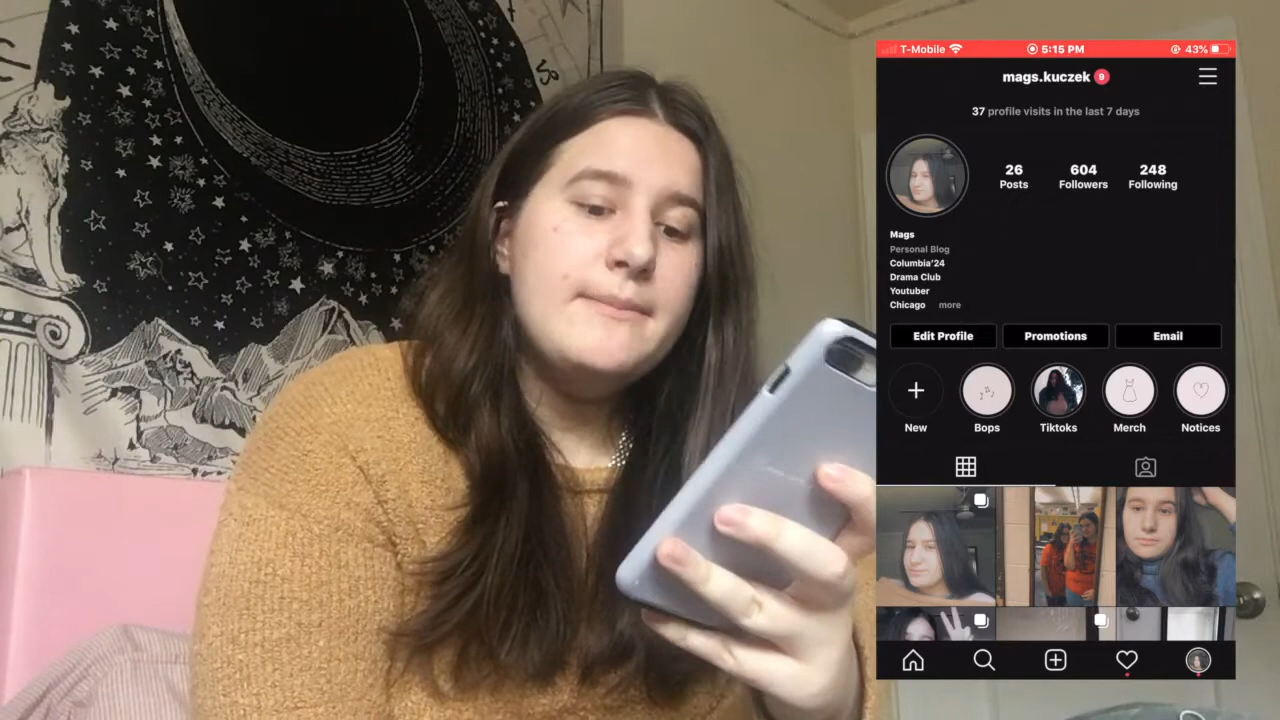 So
T-Mobile 5:15 PM 43%
mags.kuczek 9
37 profile visits in the last 7 days
26 604 248
Posts Followers Following
Mags
Personal Blog
Columbia'24
Drama Club
Youtuber
Chicago more
Edit Profile Promotions Email
New Bops Tiktoks Merch Notices